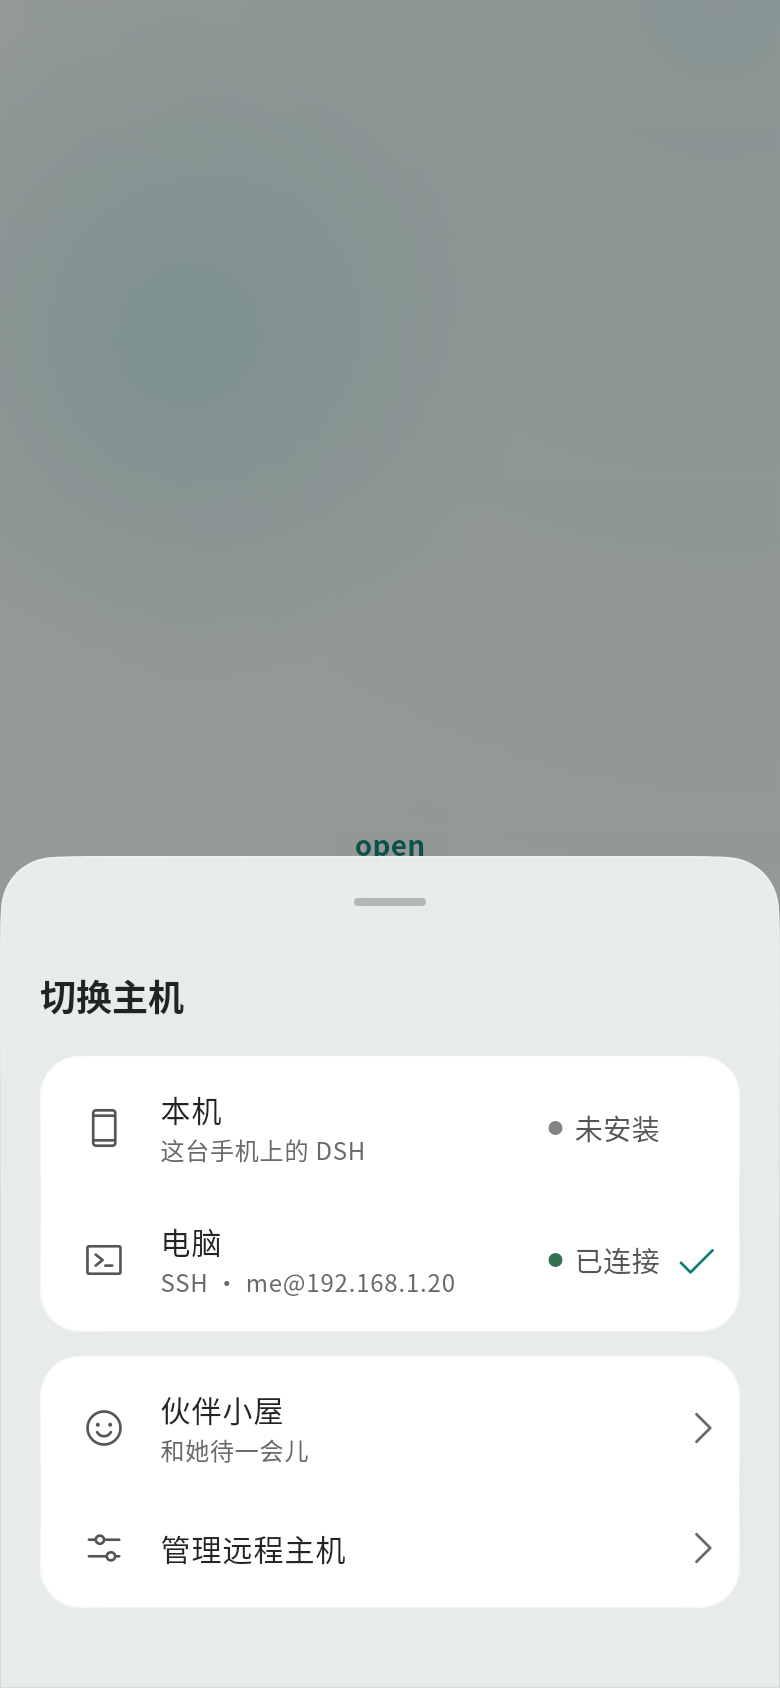 open
切换主机
本机
这台手机上的 DSH
未安装
电脑
SSH · me@192.168.1.20
已连接
伙伴小屋
和她待一会儿
管理远程主机